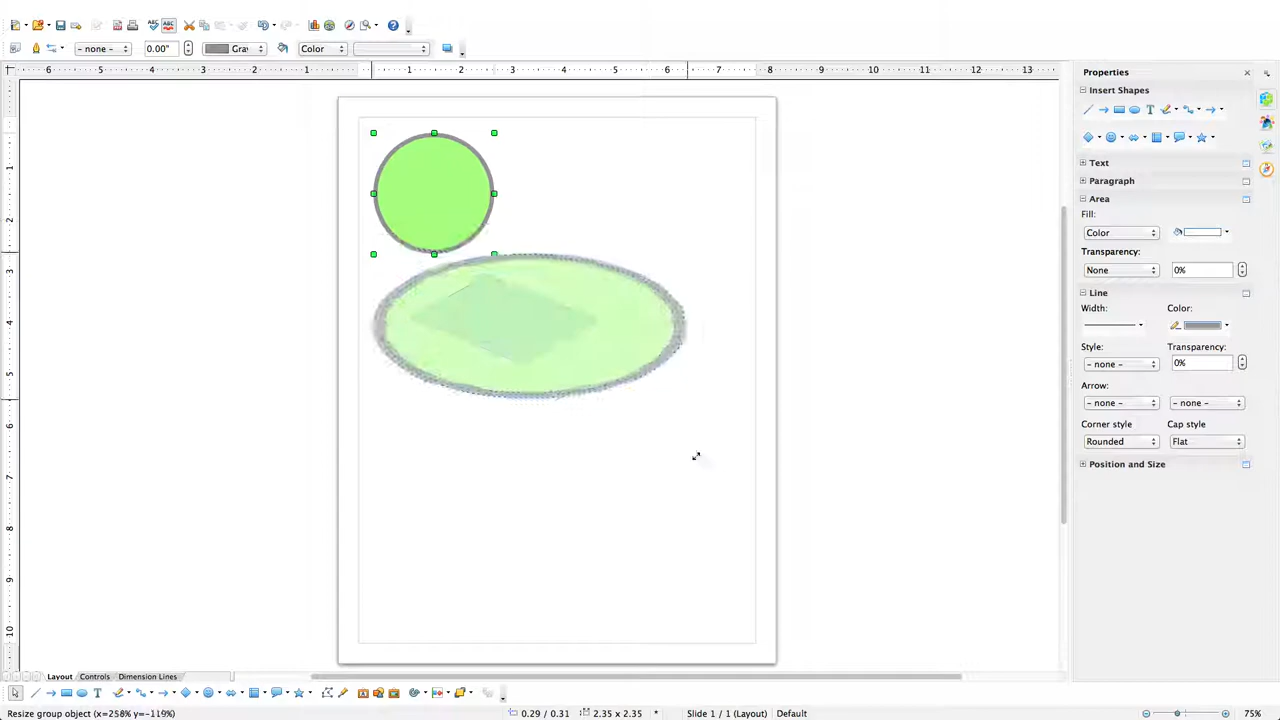 - none -
0.00"
Gray
Color
6 5 4 3 2 1 1 2 3 4 5 6 7 8 9 10 11 12 13
1
2
3
4
5
6
7
8
9
10
Properties
Insert Shapes
Text
Paragraph
Area
Fill:
Color
Transparency:
None
0%
Line
Width:
Color:
Style:
Transparency:
- none -
0%
Arrow:
- none -
- none -
Corner style
Cap style
Rounded
Flat
Position and Size
Layout
Controls
Dimension Lines
Resize group object (x=258% y=-119%)
0.29 / 0.31
2.35 x 2.35
*
Slide 1 / 1 (Layout)
Default
75%